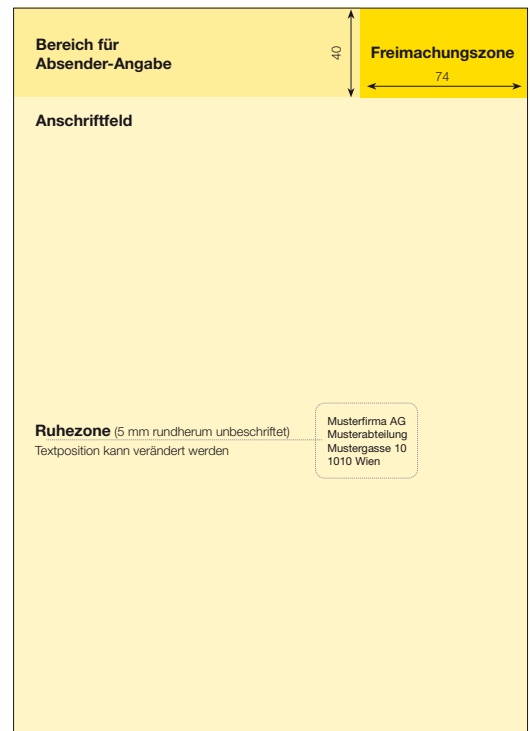 Bereich für
Absender-Angabe
40
Freimachungszone
74
Anschriftfeld
Ruhezone (5 mm rundherum unbeschriftet)
Textposition kann verändert werden
Musterfirma AG
Musterabteilung
Mustergasse 10
1010 Wien